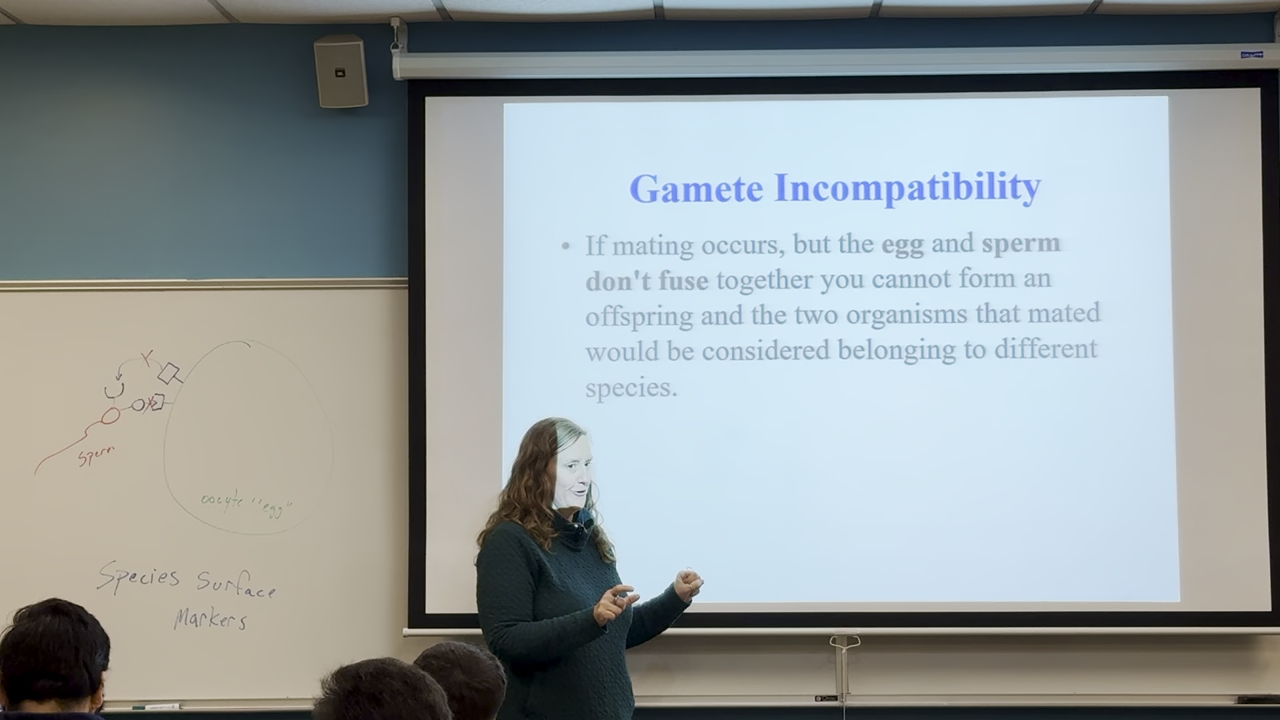 Gamete Incompatibility
• If mating occurs, but the egg and sperm
don't fuse together you cannot form an
offspring and the two organisms that mated
would be considered belonging to different
species.
sperm
oocyte "egg"
Species Surface
Markers